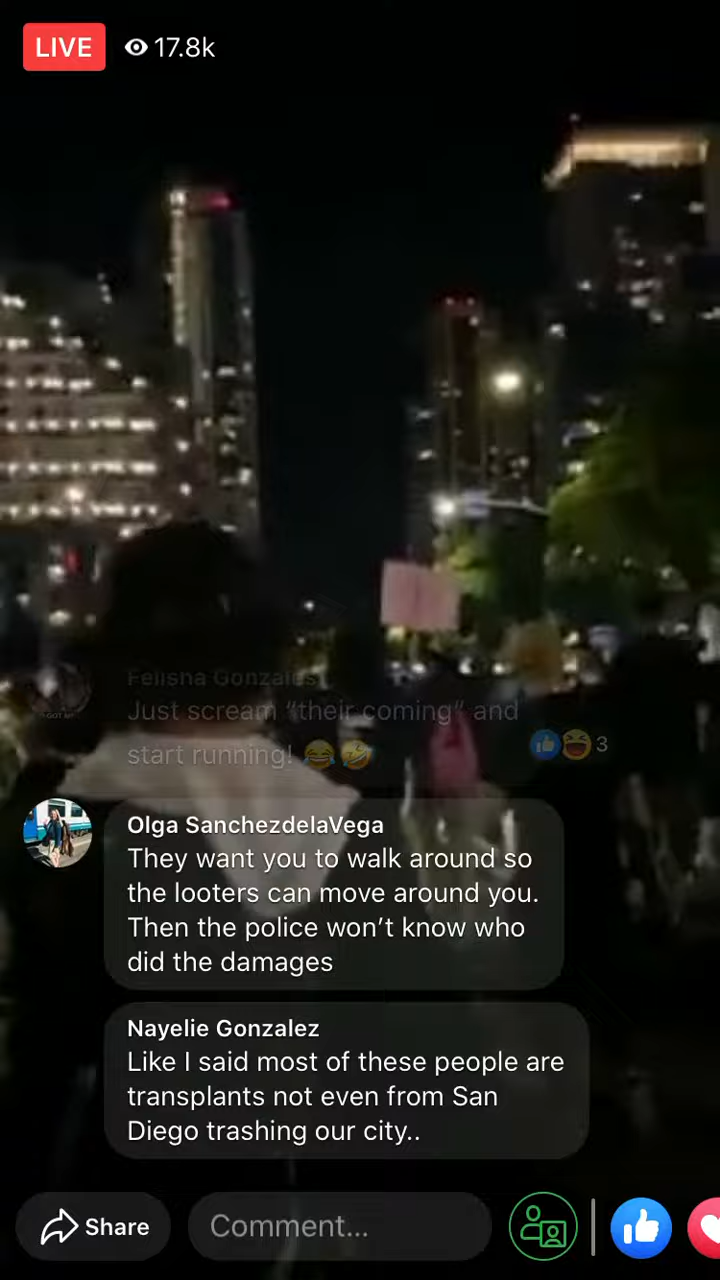 LIVE 17.8k
Felisha Gonzales
Just scream “their coming” and
start running! 😂🤣
3
Olga SanchezdelaVega
They want you to walk around so
the looters can move around you.
Then the police won’t know who
did the damages
Nayelie Gonzalez
Like I said most of these people are
transplants not even from San
Diego trashing our city..
Share Comment...